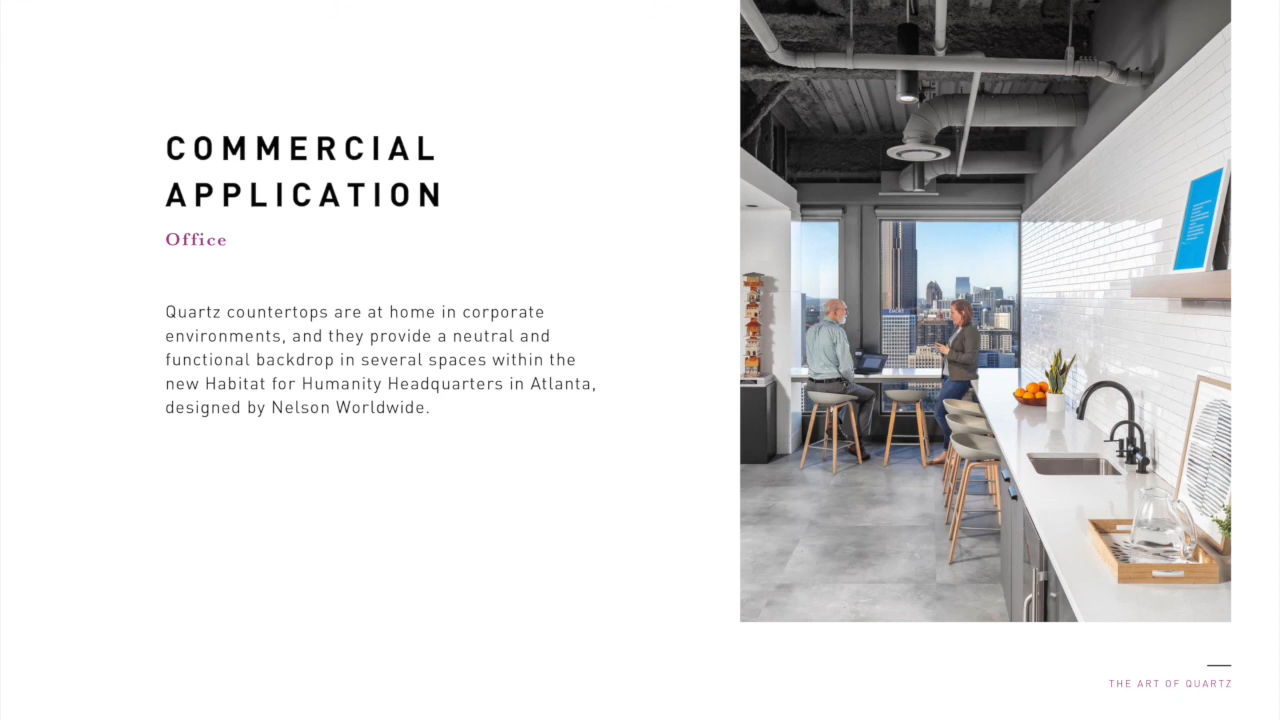 COMMERCIAL
APPLICATION
Office
Quartz countertops are at home in corporate
environments, and they provide a neutral and
functional backdrop in several spaces within the
new Habitat for Humanity Headquarters in Atlanta,
designed by Nelson Worldwide.
THE ART OF QUARTZ